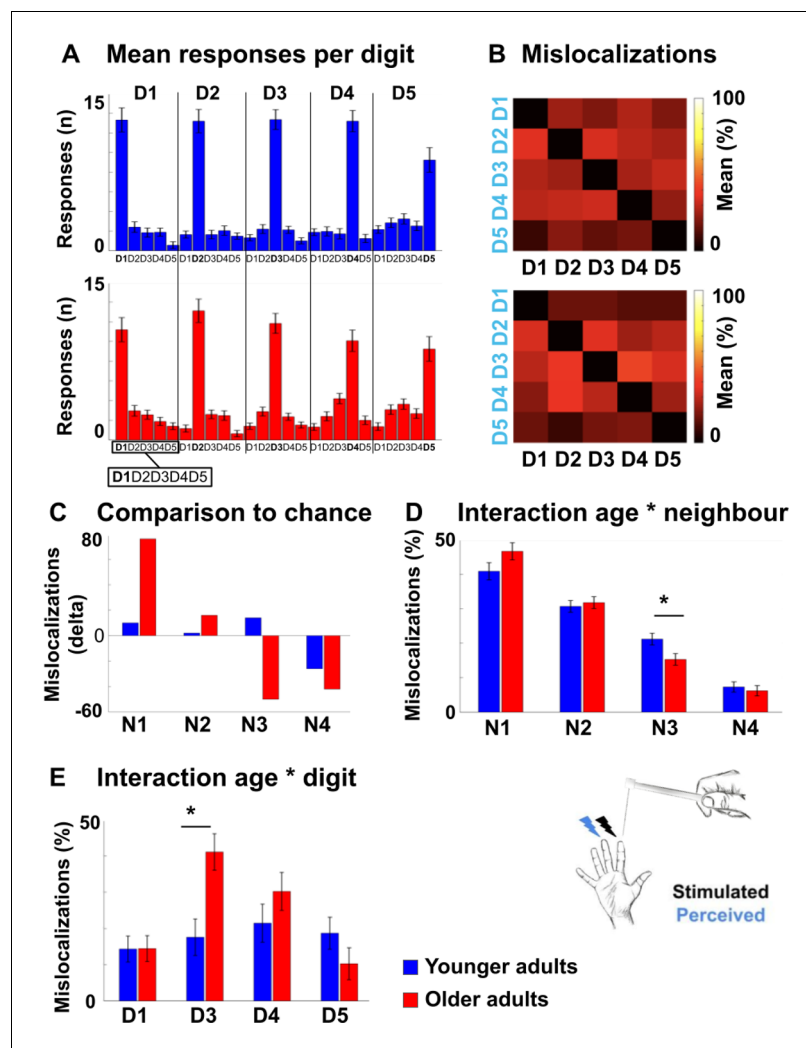 A Mean responses per digit
D1 D2 D3 D4 D5
15
Responses (n)
0
D1D2D3D4D5 D1D2D3D4D5 D1D2D3D4D5 D1D2D3D4D5 D1D2D3D4D5
15
Responses (n)
0
D1D2D3D4D5 D1D2D3D4D5 D1D2D3D4D5 D1D2D3D4D5 D1D2D3D4D5
D1D2D3D4D5
B Mislocalizations
D1
D2
D3
D4
D5
D1 D2 D3 D4 D5
100
Mean (%)
0
D1
D2
D3
D4
D5
D1 D2 D3 D4 D5
100
Mean (%)
0
C Comparison to chance
80
Mislocalizations
(delta)
0
-60
N1 N2 N3 N4
D Interaction age * neighbour
50
Mislocalizations (%)
*
0
N1 N2 N3 N4
E Interaction age * digit
50
Mislocalizations (%)
*
0
D1 D3 D4 D5
Stimulated
Perceived
Younger adults
Older adults